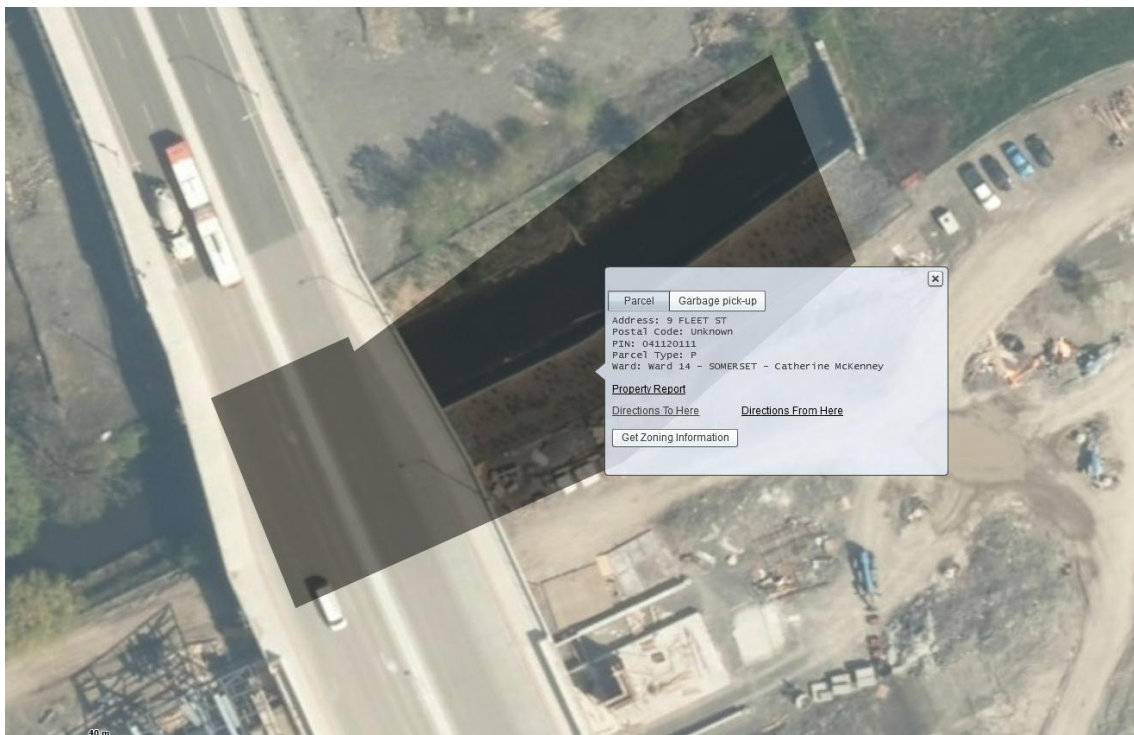 Parcel Garbage pick-up
Address: 9 FLEET ST
Postal Code: Unknown
PIN: 041120111
Parcel Type: P
Ward: Ward 14 - SOMERSET - Catherine McKenney
Property Report
Directions To Here Directions From Here
Get Zoning Information
40 m